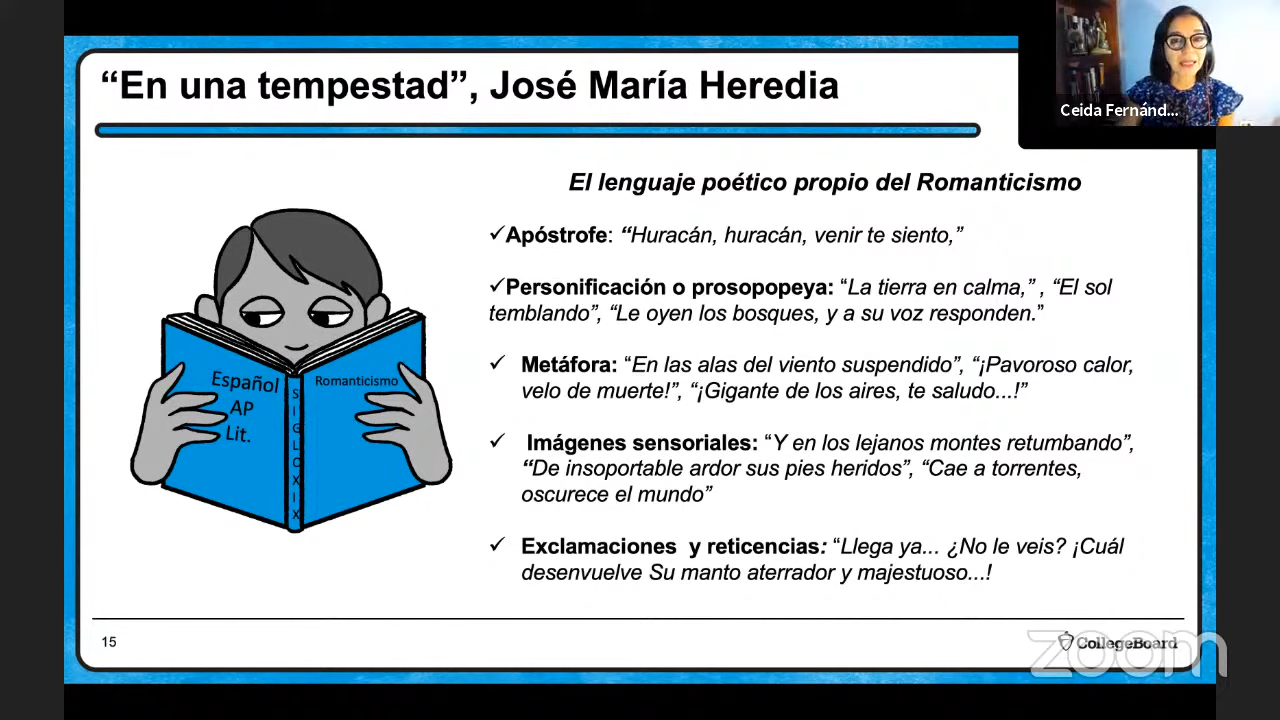 “En una tempestad”, José María Heredia
Ceida Fernánd...
El lenguaje poético propio del Romanticismo
✓Apóstrofe: “Huracán, huracán, venir te siento,”
✓Personificación o prosopopeya: “La tierra en calma,” , “El sol
temblando”, “Le oyen los bosques, y a su voz responden.”
✓ Metáfora: “En las alas del viento suspendido”, “¡Pavoroso calor,
velo de muerte!”, “¡Gigante de los aires, te saludo...!”
✓ Imágenes sensoriales: “Y en los lejanos montes retumbando”,
“De insoportable ardor sus pies heridos”, “Cae a torrentes,
oscurece el mundo”
✓ Exclamaciones y reticencias: “Llega ya... ¿No le veis? ¡Cuál
desenvuelve Su manto aterrador y majestuoso...!
Español
AP
Lit.
SIGLO XIX
Romanticismo
15
CollegeBoard
zoom